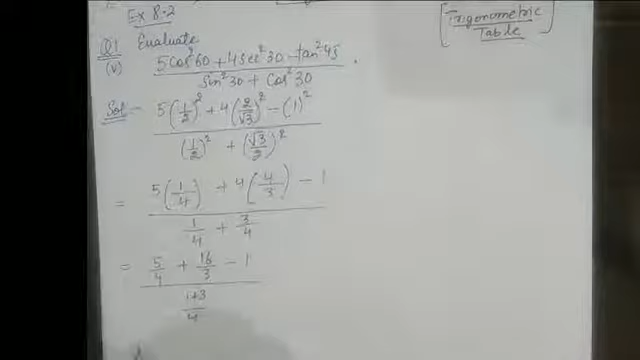 Ex 8.2
[Trigonometric
Table]
Q1 Evaluate
(v) 5cos²60 + 4sec²30 - tan²45 .
Sin²30 + Cos²30
Sol:- 5(1/2)² + 4(2/√3)² - (1)²
(1/2)² + (√3/2)²
= 5(1/4) + 4(4/3) - 1
1/4 + 3/4
= 5/4 + 16/3 - 1
1+3/4